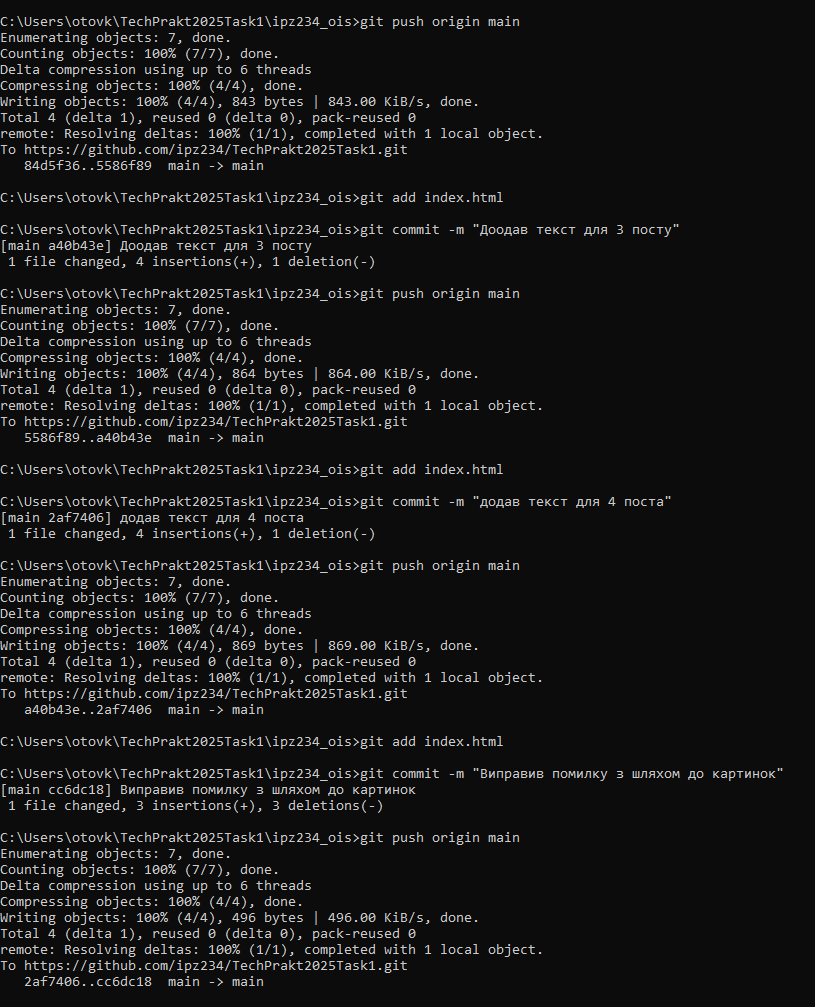 C:\Users\otovk\TechPrakt2025Task1\ipz234_ois>git push origin main
Enumerating objects: 7, done.
Counting objects: 100% (7/7), done.
Delta compression using up to 6 threads
Compressing objects: 100% (4/4), done.
Writing objects: 100% (4/4), 843 bytes | 843.00 KiB/s, done.
Total 4 (delta 1), reused 0 (delta 0), pack-reused 0
remote: Resolving deltas: 100% (1/1), completed with 1 local object.
To https://github.com/ipz234/TechPrakt2025Task1.git
   84d5f36..5586f89  main -> main
C:\Users\otovk\TechPrakt2025Task1\ipz234_ois>git add index.html
C:\Users\otovk\TechPrakt2025Task1\ipz234_ois>git commit -m "Доодав текст для 3 посту"
[main a40b43e] Доодав текст для 3 посту
 1 file changed, 4 insertions(+), 1 deletion(-)
C:\Users\otovk\TechPrakt2025Task1\ipz234_ois>git push origin main
Enumerating objects: 7, done.
Counting objects: 100% (7/7), done.
Delta compression using up to 6 threads
Compressing objects: 100% (4/4), done.
Writing objects: 100% (4/4), 864 bytes | 864.00 KiB/s, done.
Total 4 (delta 1), reused 0 (delta 0), pack-reused 0
remote: Resolving deltas: 100% (1/1), completed with 1 local object.
To https://github.com/ipz234/TechPrakt2025Task1.git
   5586f89..a40b43e  main -> main
C:\Users\otovk\TechPrakt2025Task1\ipz234_ois>git add index.html
C:\Users\otovk\TechPrakt2025Task1\ipz234_ois>git commit -m "додав текст для 4 поста"
[main 2af7406] додав текст для 4 поста
 1 file changed, 4 insertions(+), 1 deletion(-)
C:\Users\otovk\TechPrakt2025Task1\ipz234_ois>git push origin main
Enumerating objects: 7, done.
Counting objects: 100% (7/7), done.
Delta compression using up to 6 threads
Compressing objects: 100% (4/4), done.
Writing objects: 100% (4/4), 869 bytes | 869.00 KiB/s, done.
Total 4 (delta 1), reused 0 (delta 0), pack-reused 0
remote: Resolving deltas: 100% (1/1), completed with 1 local object.
To https://github.com/ipz234/TechPrakt2025Task1.git
   a40b43e..2af7406  main -> main
C:\Users\otovk\TechPrakt2025Task1\ipz234_ois>git add index.html
C:\Users\otovk\TechPrakt2025Task1\ipz234_ois>git commit -m "Виправив помилку з шляхом до картинок"
[main cc6dc18] Виправив помилку з шляхом до картинок
 1 file changed, 3 insertions(+), 3 deletions(-)
C:\Users\otovk\TechPrakt2025Task1\ipz234_ois>git push origin main
Enumerating objects: 7, done.
Counting objects: 100% (7/7), done.
Delta compression using up to 6 threads
Compressing objects: 100% (4/4), done.
Writing objects: 100% (4/4), 496 bytes | 496.00 KiB/s, done.
Total 4 (delta 1), reused 0 (delta 0), pack-reused 0
remote: Resolving deltas: 100% (1/1), completed with 1 local object.
To https://github.com/ipz234/TechPrakt2025Task1.git
   2af7406..cc6dc18  main -> main